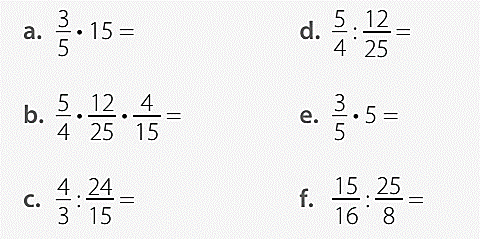 a. 3/5 • 15 =
b. 5/4 • 12/25 • 4/15 =
c. 4/3 : 24/15 =
d. 5/4 : 12/25 =
e. 3/5 • 5 =
f. 15/16 : 25/8 =